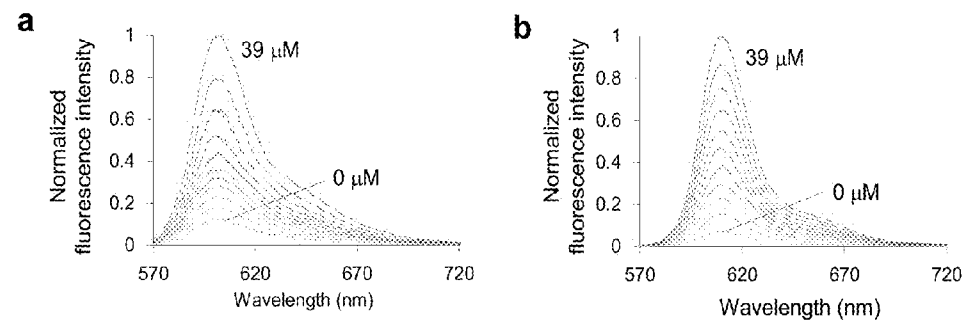 a
Normalized
fluorescence intensity
1
0.8
0.6
0.4
0.2
0
39 μM
0 μM
570
620
670
720
Wavelength (nm)
b
Normalized
fluorescence intensity
1
0.8
0.6
0.4
0.2
0
39 μM
0 μM
570
620
670
720
Wavelength (nm)